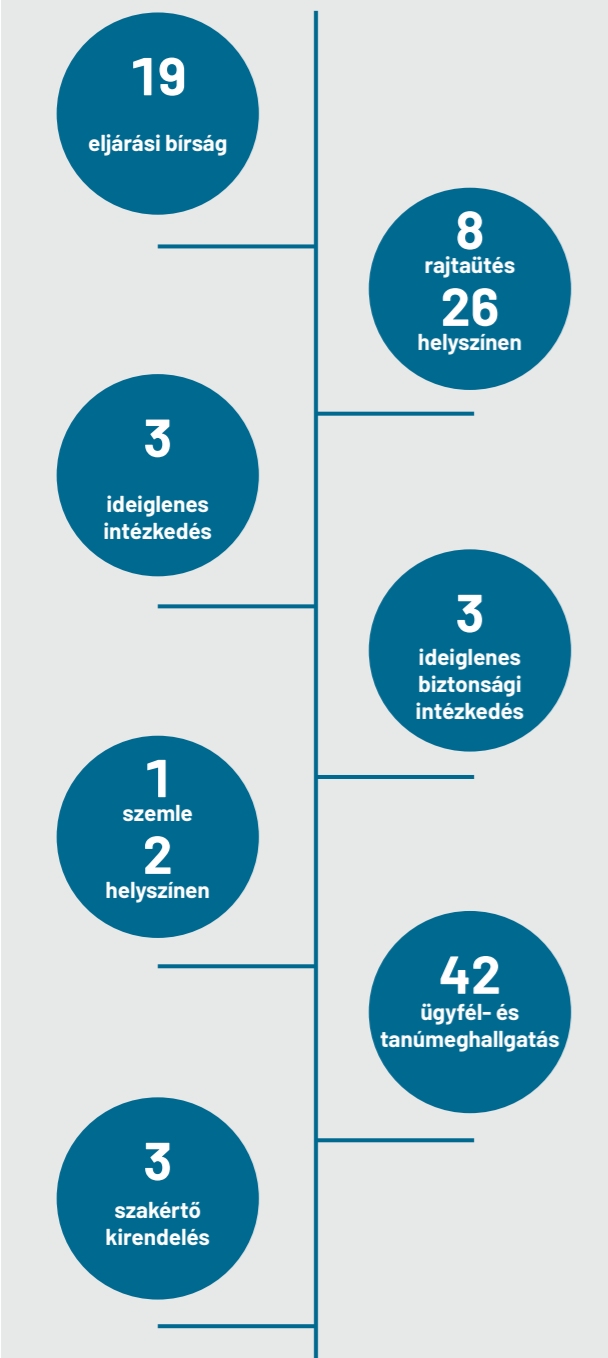 19
eljárási bírság
8
rajtaütés
26
helyszínen
3
ideiglenes
intézkedés
3
ideiglenes
biztonsági
intézkedés
1
szemle
2
helyszínen
42
ügyfél- és
tanúmeghallgatás
3
szakértő
kirendelés